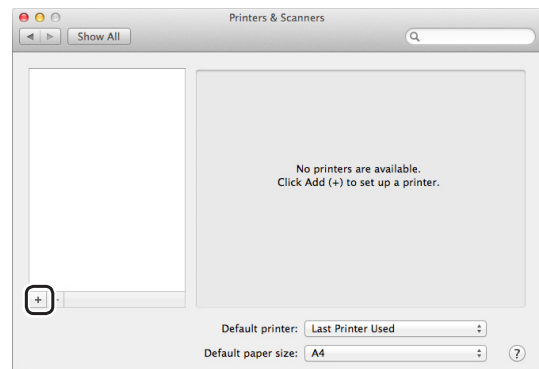 Printers & Scanners
Show All
No printers are available.
Click Add (+) to set up a printer.
+ -
Default printer: Last Printer Used
Default paper size: A4 ?